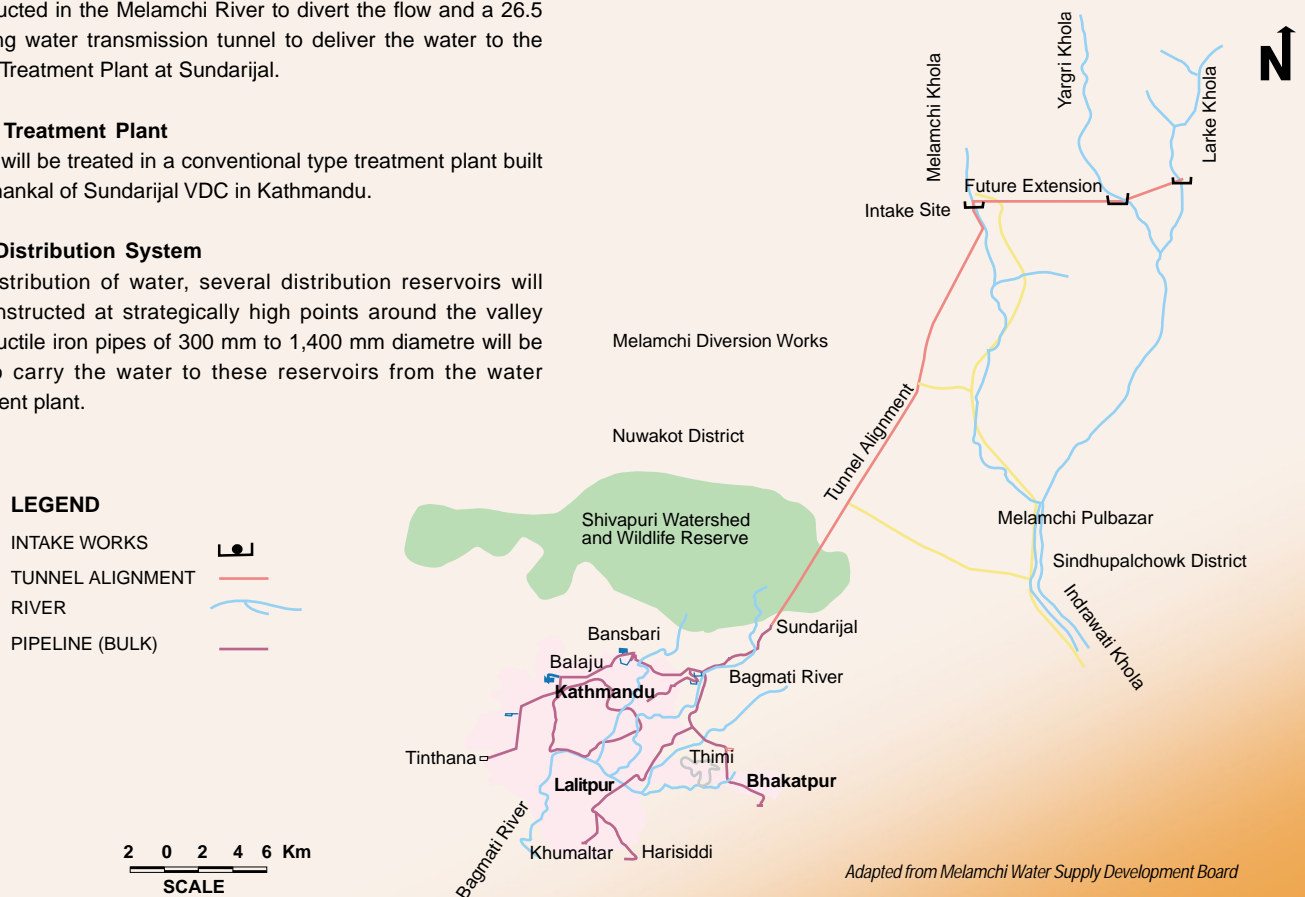 ucted in the Melamchi River to divert the flow and a 26.5
ng water transmission tunnel to deliver the water to the
Treatment Plant at Sundarijal.
Treatment Plant
will be treated in a conventional type treatment plant built
hankal of Sundarijal VDC in Kathmandu.
Distribution System
stribution of water, several distribution reservoirs will
nstructed at strategically high points around the valley
uctile iron pipes of 300 mm to 1,400 mm diametre will be
o carry the water to these reservoirs from the water
ent plant.
LEGEND
INTAKE WORKS
TUNNEL ALIGNMENT
RIVER
PIPELINE (BULK)
2 0 2 4 6 Km
SCALE
N
Melamchi Khola
Yargri Khola
Larke Khola
Future Extension
Intake Site
Melamchi Diversion Works
Tunnel Alignment
Nuwakot District
Shivapuri Watershed
and Wildlife Reserve
Melamchi Pulbazar
Sindhupalchowk District
Indrawati Khola
Sundarijal
Bansbari
Balaju
Bagmati River
Kathmandu
Tinthana
Thimi
Lalitpur
Bhakatpur
Bagmati River
Khumaltar
Harisiddi
Adapted from Melamchi Water Supply Development Board